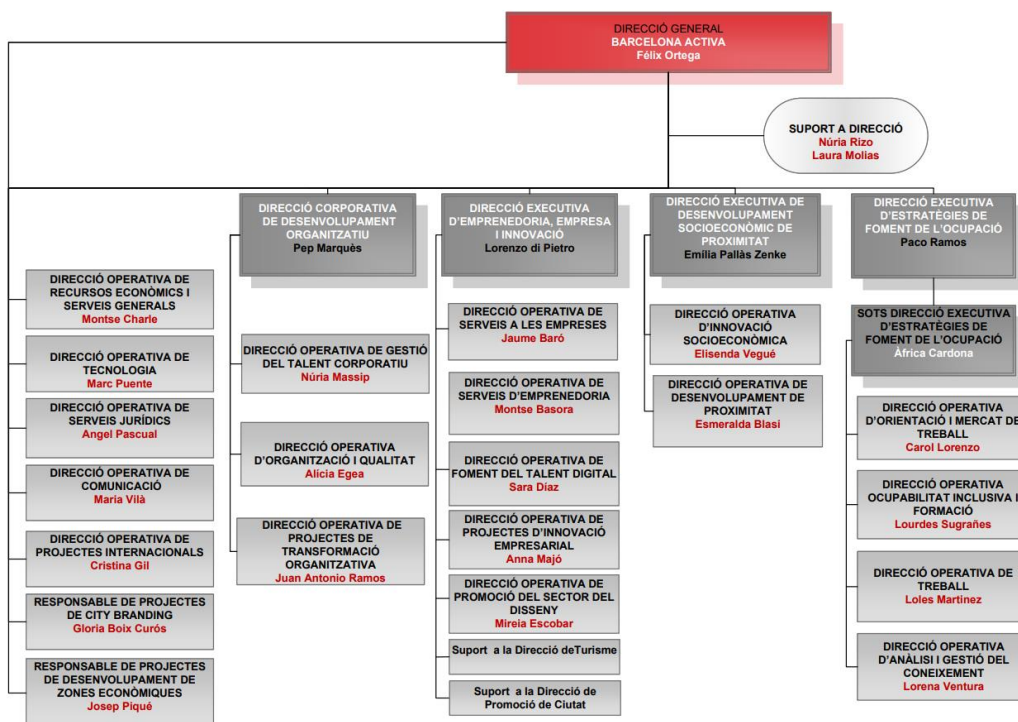 DIRECCIÓ GENERAL
BARCELONA ACTIVA
Félix Ortega
SUPORT A DIRECCIÓ
Núria Rizo
Laura Molias
DIRECCIÓ CORPORATIVA
DE DESENVOLUPAMENT
ORGANITZATIU
Pep Marquès
DIRECCIÓ EXECUTIVA
D'EMPRENEDORIA, EMPRESA
I INNOVACIÓ
Lorenzo di Pietro
DIRECCIÓ EXECUTIVA DE
DESENVOLUPAMENT
SOCIOECONÒMIC DE
PROXIMITAT
Emília Pallàs Zenke
DIRECCIÓ EXECUTIVA
D'ESTRATÈGIES DE
FOMENT DE L'OCUPACIÓ
Paco Ramos
DIRECCIÓ OPERATIVA DE
RECURSOS ECONÒMICS I
SERVEIS GENERALS
Montse Charle
DIRECCIÓ OPERATIVA DE
TECNOLOGIA
Marc Puente
DIRECCIÓ OPERATIVA DE
SERVEIS JURÍDICS
Angel Pascual
DIRECCIÓ OPERATIVA DE
COMUNICACIÓ
Maria Vilà
DIRECCIÓ OPERATIVA DE
PROJECTES INTERNACIONALS
Cristina Gil
RESPONSABLE DE PROJECTES
DE CITY BRANDING
Gloria Boix Curós
RESPONSABLE DE PROJECTES
DE DESENVOLUPAMENT DE
ZONES ECONÒMIQUES
Josep Piqué
DIRECCIÓ OPERATIVA DE GESTIÓ
DEL TALENT CORPORATIU
Núria Massip
DIRECCIÓ OPERATIVA
D'ORGANITZACIÓ I QUALITAT
Alícia Egea
DIRECCIÓ OPERATIVA DE
PROJECTES DE
TRANSFORMACIÓ
ORGANITZATIVA
Juan Antonio Ramos
DIRECCIÓ OPERATIVA DE
SERVEIS A LES EMPRESES
Jaume Baró
DIRECCIÓ OPERATIVA DE
SERVEIS D'EMPRENEDORIA
Montse Basora
DIRECCIÓ OPERATIVA DE
FOMENT DEL TALENT DIGITAL
Sara Díaz
DIRECCIÓ OPERATIVA DE
PROJECTES D'INNOVACIÓ
EMPRESARIAL
Anna Majó
DIRECCIÓ OPERATIVA DE
PROMOCIÓ DEL SECTOR DEL
DISSENY
Mireia Escobar
Suport a la Direcció deTurisme
Suport a la Direcció de
Promoció de Ciutat
DIRECCIÓ OPERATIVA
D'INNOVACIÓ
SOCIOECONÒMICA
Elisenda Vegué
DIRECCIÓ OPERATIVA DE
DESENVOLUPAMENT DE
PROXIMITAT
Esmeralda Blasi
SOTS DIRECCIÓ EXECUTIVA
D'ESTRATÈGIES DE
FOMENT DE L'OCUPACIÓ
Àfrica Cardona
DIRECCIÓ OPERATIVA
D'ORIENTACIÓ I MERCAT DE
TREBALL
Carol Lorenzo
DIRECCIÓ OPERATIVA
OCUPABILITAT INCLUSIVA I
FORMACIÓ
Lourdes Sugrañes
DIRECCIÓ OPERATIVA DE
TREBALL
Loles Martinez
DIRECCIÓ OPERATIVA
D'ANÀLISI I GESTIÓ DEL
CONEIXEMENT
Lorena Ventura